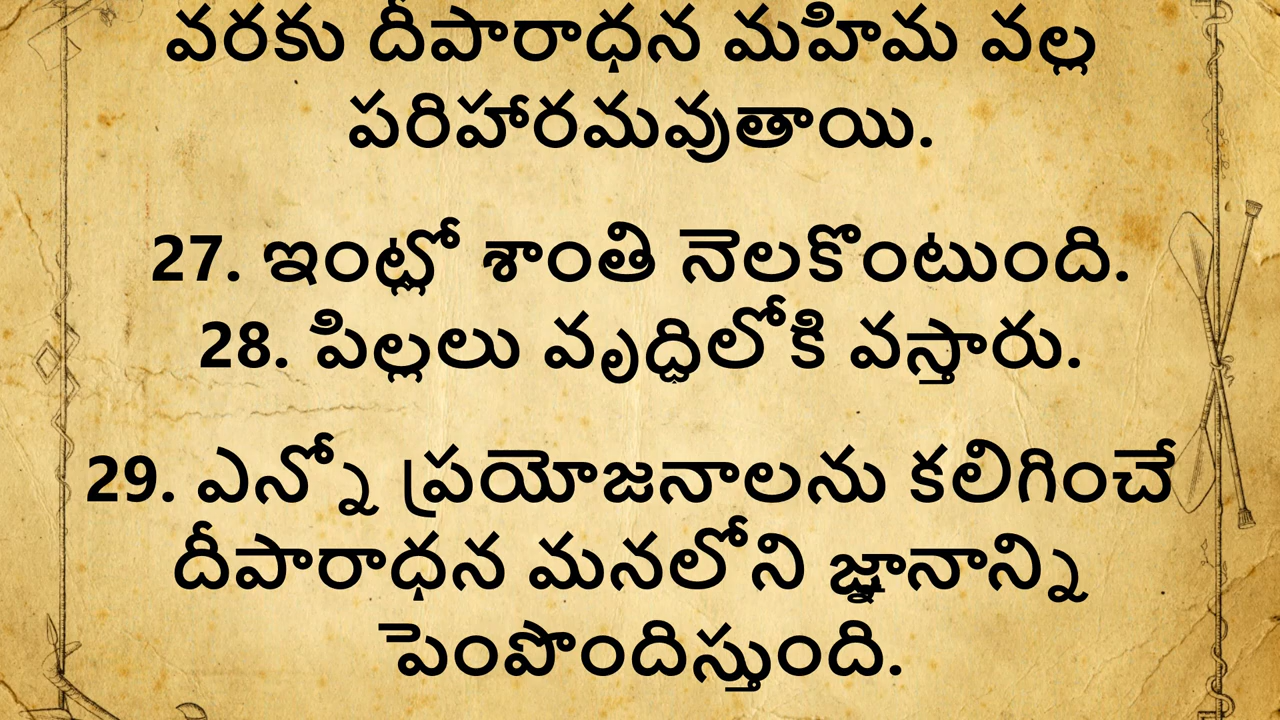 వరకు దీపారాధన మహిమ వల్ల
పరిహారమవుతాయి.
27. ఇంట్లో శాంతి నెలకొంటుంది.
28. పిల్లలు వృద్ధిలోకి వస్తారు.
29. ఎన్నో ప్రయోజనాలను కలిగించే
దీపారాధన మనలోని జ్ఞానాన్ని
పెంపొందిస్తుంది.